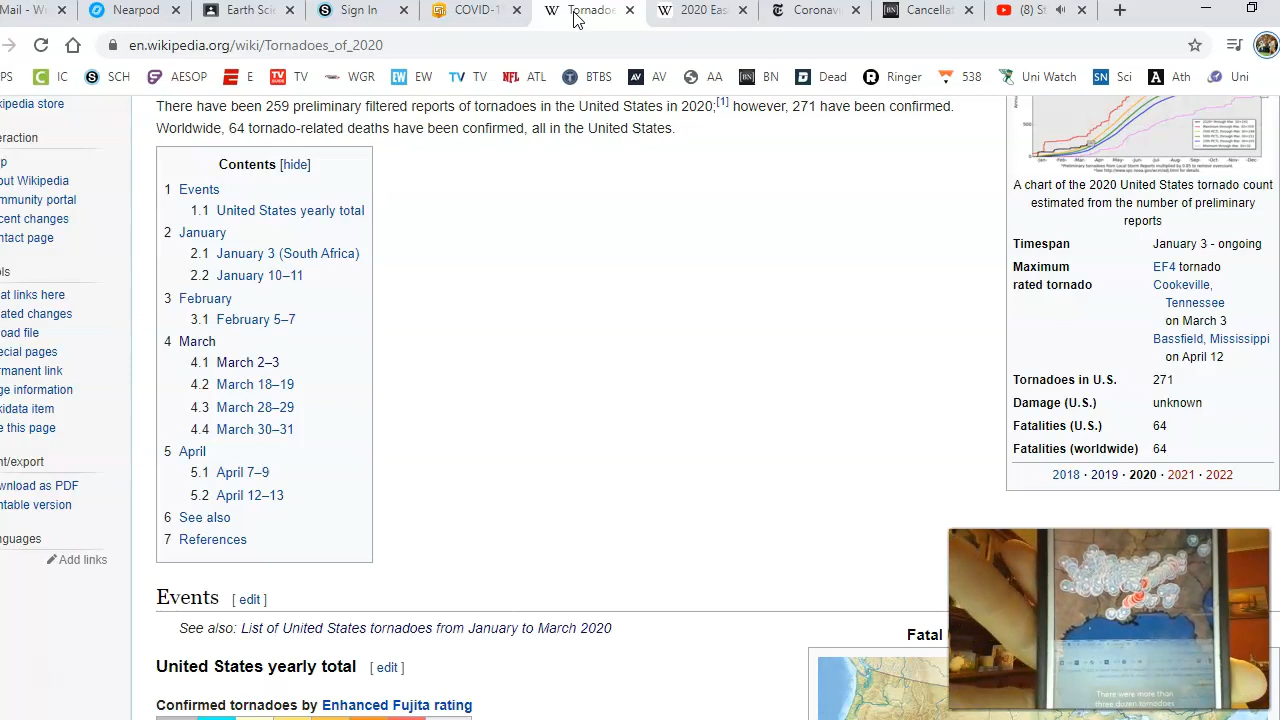 Mail - W
Nearpod
Earth Sci
Sign In
COVID-1
Tornadoe
2020 Eas
Coronav
Cancellat
(8) S
en.wikipedia.org/wiki/Tornadoes_of_2020
PS IC SCH AESOP E TV WGR EW TV ATL BTBS AV AA BN Dead Ringer 538 Uni Watch Sci Ath Uni
kipedia store
eraction
p
out Wikipedia
mmunity portal
cent changes
ntact page
ols
at links here
ated changes
load file
ecial pages
rmanent link
ge information
kidata item
e this page
nt/export
wnload as PDF
ntable version
nguages
Add links
There have been 259 preliminary filtered reports of tornadoes in the United States in 2020;[1] however, 271 have been confirmed.
Worldwide, 64 tornado-related deaths have been confirmed: all in the United States.
Contents [hide]
1 Events
1.1 United States yearly total
2 January
2.1 January 3 (South Africa)
2.2 January 10–11
3 February
3.1 February 5–7
4 March
4.1 March 2–3
4.2 March 18–19
4.3 March 28–29
4.4 March 30–31
5 April
5.1 April 7–9
5.2 April 12–13
6 See also
7 References
Events [ edit ]
See also: List of United States tornadoes from January to March 2020
United States yearly total [ edit ]
Confirmed tornadoes by Enhanced Fujita rating
A chart of the 2020 United States tornado count
estimated from the number of preliminary
reports
Timespan January 3 - ongoing
Maximum EF4 tornado
rated tornado Cookeville,
Tennessee
on March 3
Bassfield, Mississippi
on April 12
Tornadoes in U.S. 271
Damage (U.S.) unknown
Fatalities (U.S.) 64
Fatalities (worldwide) 64
2018 · 2019 · 2020 · 2021 · 2022
Fatal
There were more than
three dozen tornadoes